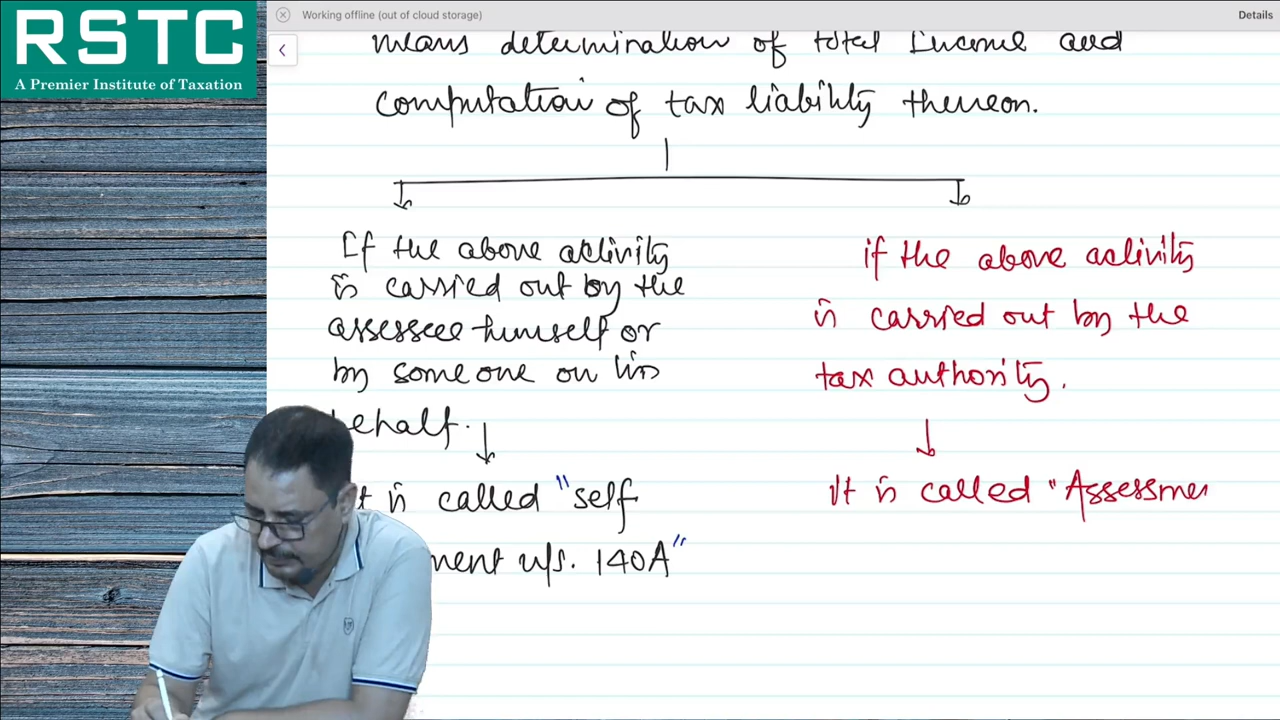 RSTC
A Premier Institute of Taxation
Working offline (out of cloud storage)
Details
means determination of total Income and
computation of tax liability thereon.
If the above activity
is carried out by the
assessee himself or
by someone on his
behalf.
It is called "self
ment u/s. 140A"
if the above activity
is carried out by the
tax authority.
It is called "Assessmen